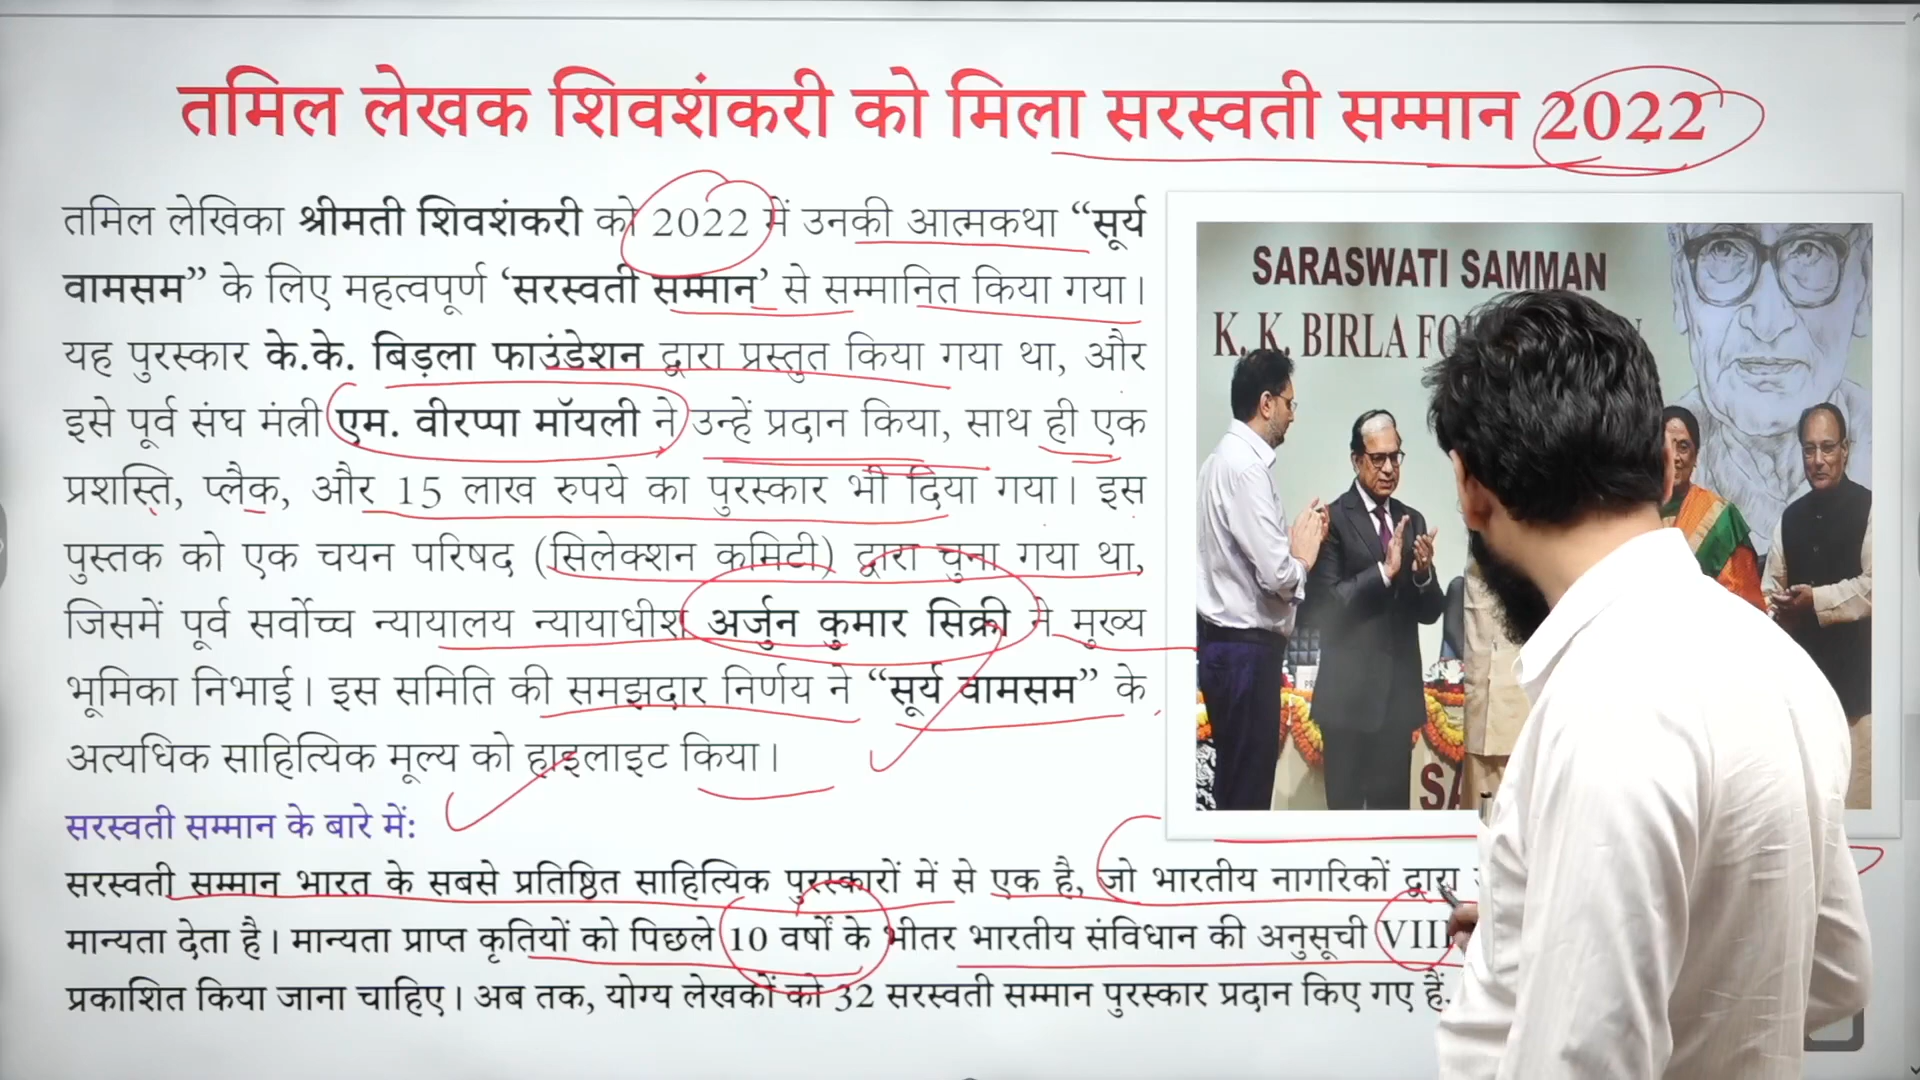 तमिल लेखक शिवशंकरी को मिला सरस्वती सम्मान 2022
तमिल लेखिका श्रीमती शिवशंकरी को 2022 में उनकी आत्मकथा “सूर्य
वामसम” के लिए महत्वपूर्ण ‘सरस्वती सम्मान’ से सम्मानित किया गया।
यह पुरस्कार के.के. बिड़ला फाउंडेशन द्वारा प्रस्तुत किया गया था, और
इसे पूर्व संघ मंत्री एम. वीरप्पा मॉयली ने उन्हें प्रदान किया, साथ ही एक
प्रशस्ति, प्लैक, और 15 लाख रुपये का पुरस्कार भी दिया गया। इस
पुस्तक को एक चयन परिषद (सिलेक्शन कमिटी) द्वारा चुना गया था,
जिसमें पूर्व सर्वोच्च न्यायालय न्यायाधीश अर्जुन कुमार सिक्री ने मुख्य
भूमिका निभाई। इस समिति की समझदार निर्णय ने “सूर्य वामसम” के
अत्यधिक साहित्यिक मूल्य को हाइलाइट किया।
SARASWATI SAMMAN
K. K. BIRLA
सरस्वती सम्मान के बारे में:
सरस्वती सम्मान भारत के सबसे प्रतिष्ठित साहित्यिक पुरस्कारों में से एक है, जो भारतीय नागरिकों द्वारा
मान्यता देता है। मान्यता प्राप्त कृतियों को पिछले 10 वर्षों के भीतर भारतीय संविधान की अनुसूची VIII
प्रकाशित किया जाना चाहिए। अब तक, योग्य लेखकों को 32 सरस्वती सम्मान पुरस्कार प्रदान किए गए हैं.